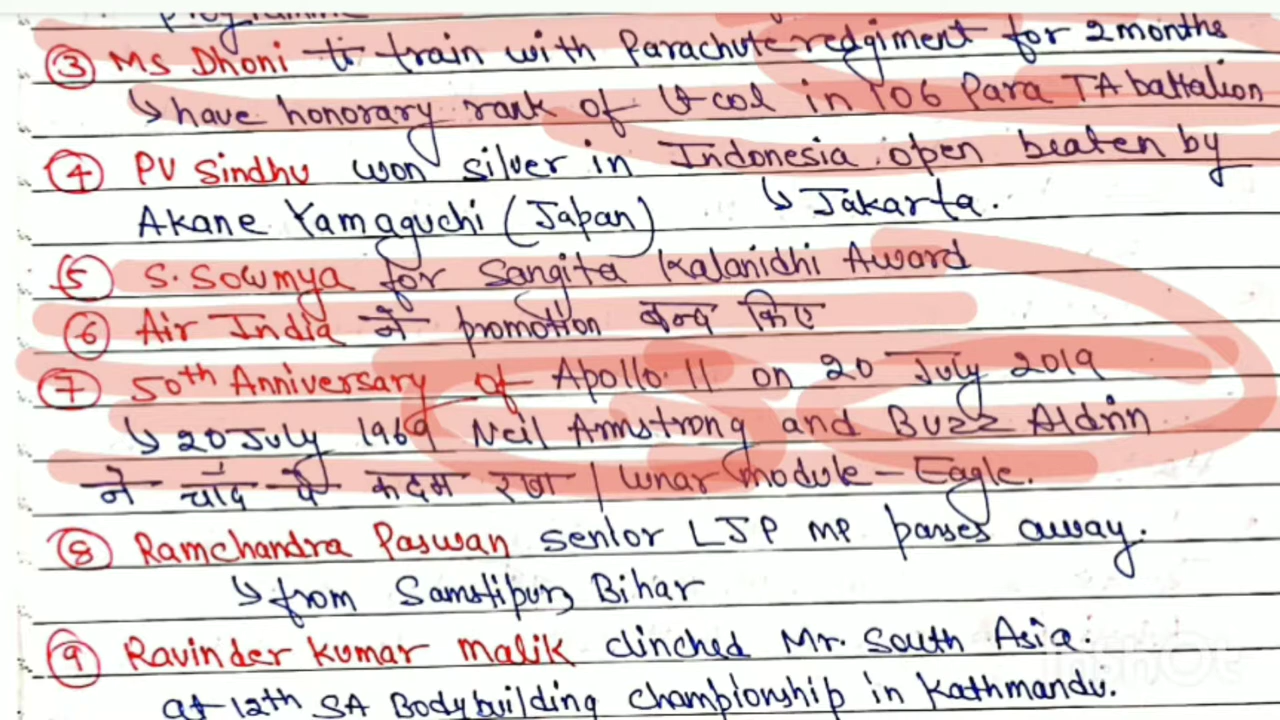 programme
③ MS Dhoni to train with Parachute redgiment for 2 months
↳ have honorary rank of Lt col in 106 Para TA battalion
④ PV Sindhu won silver in Indonesia open beaten by
Akane Yamaguchi (Japan) ↳ Jakarta.
⑤ S. Sowmya for Sangita Kalanidhi Award
⑥ Air India ने promotion बन्द किए
⑦ 50th Anniversary of Apollo 11 on 20 July 2019
↳ 20 July 1969 Neil Armstrong and Buzz Aldrin
ने चाँद पे कदम रखा | lunar module - Eagle.
⑧ Ramchandra Paswan senior LJP MP passes away.
↳ from Samstipur, Bihar
⑨ Ravinder Kumar Malik clinched Mr. South Asia.
at 12th SA Bodybuilding championship in Kathmandu.